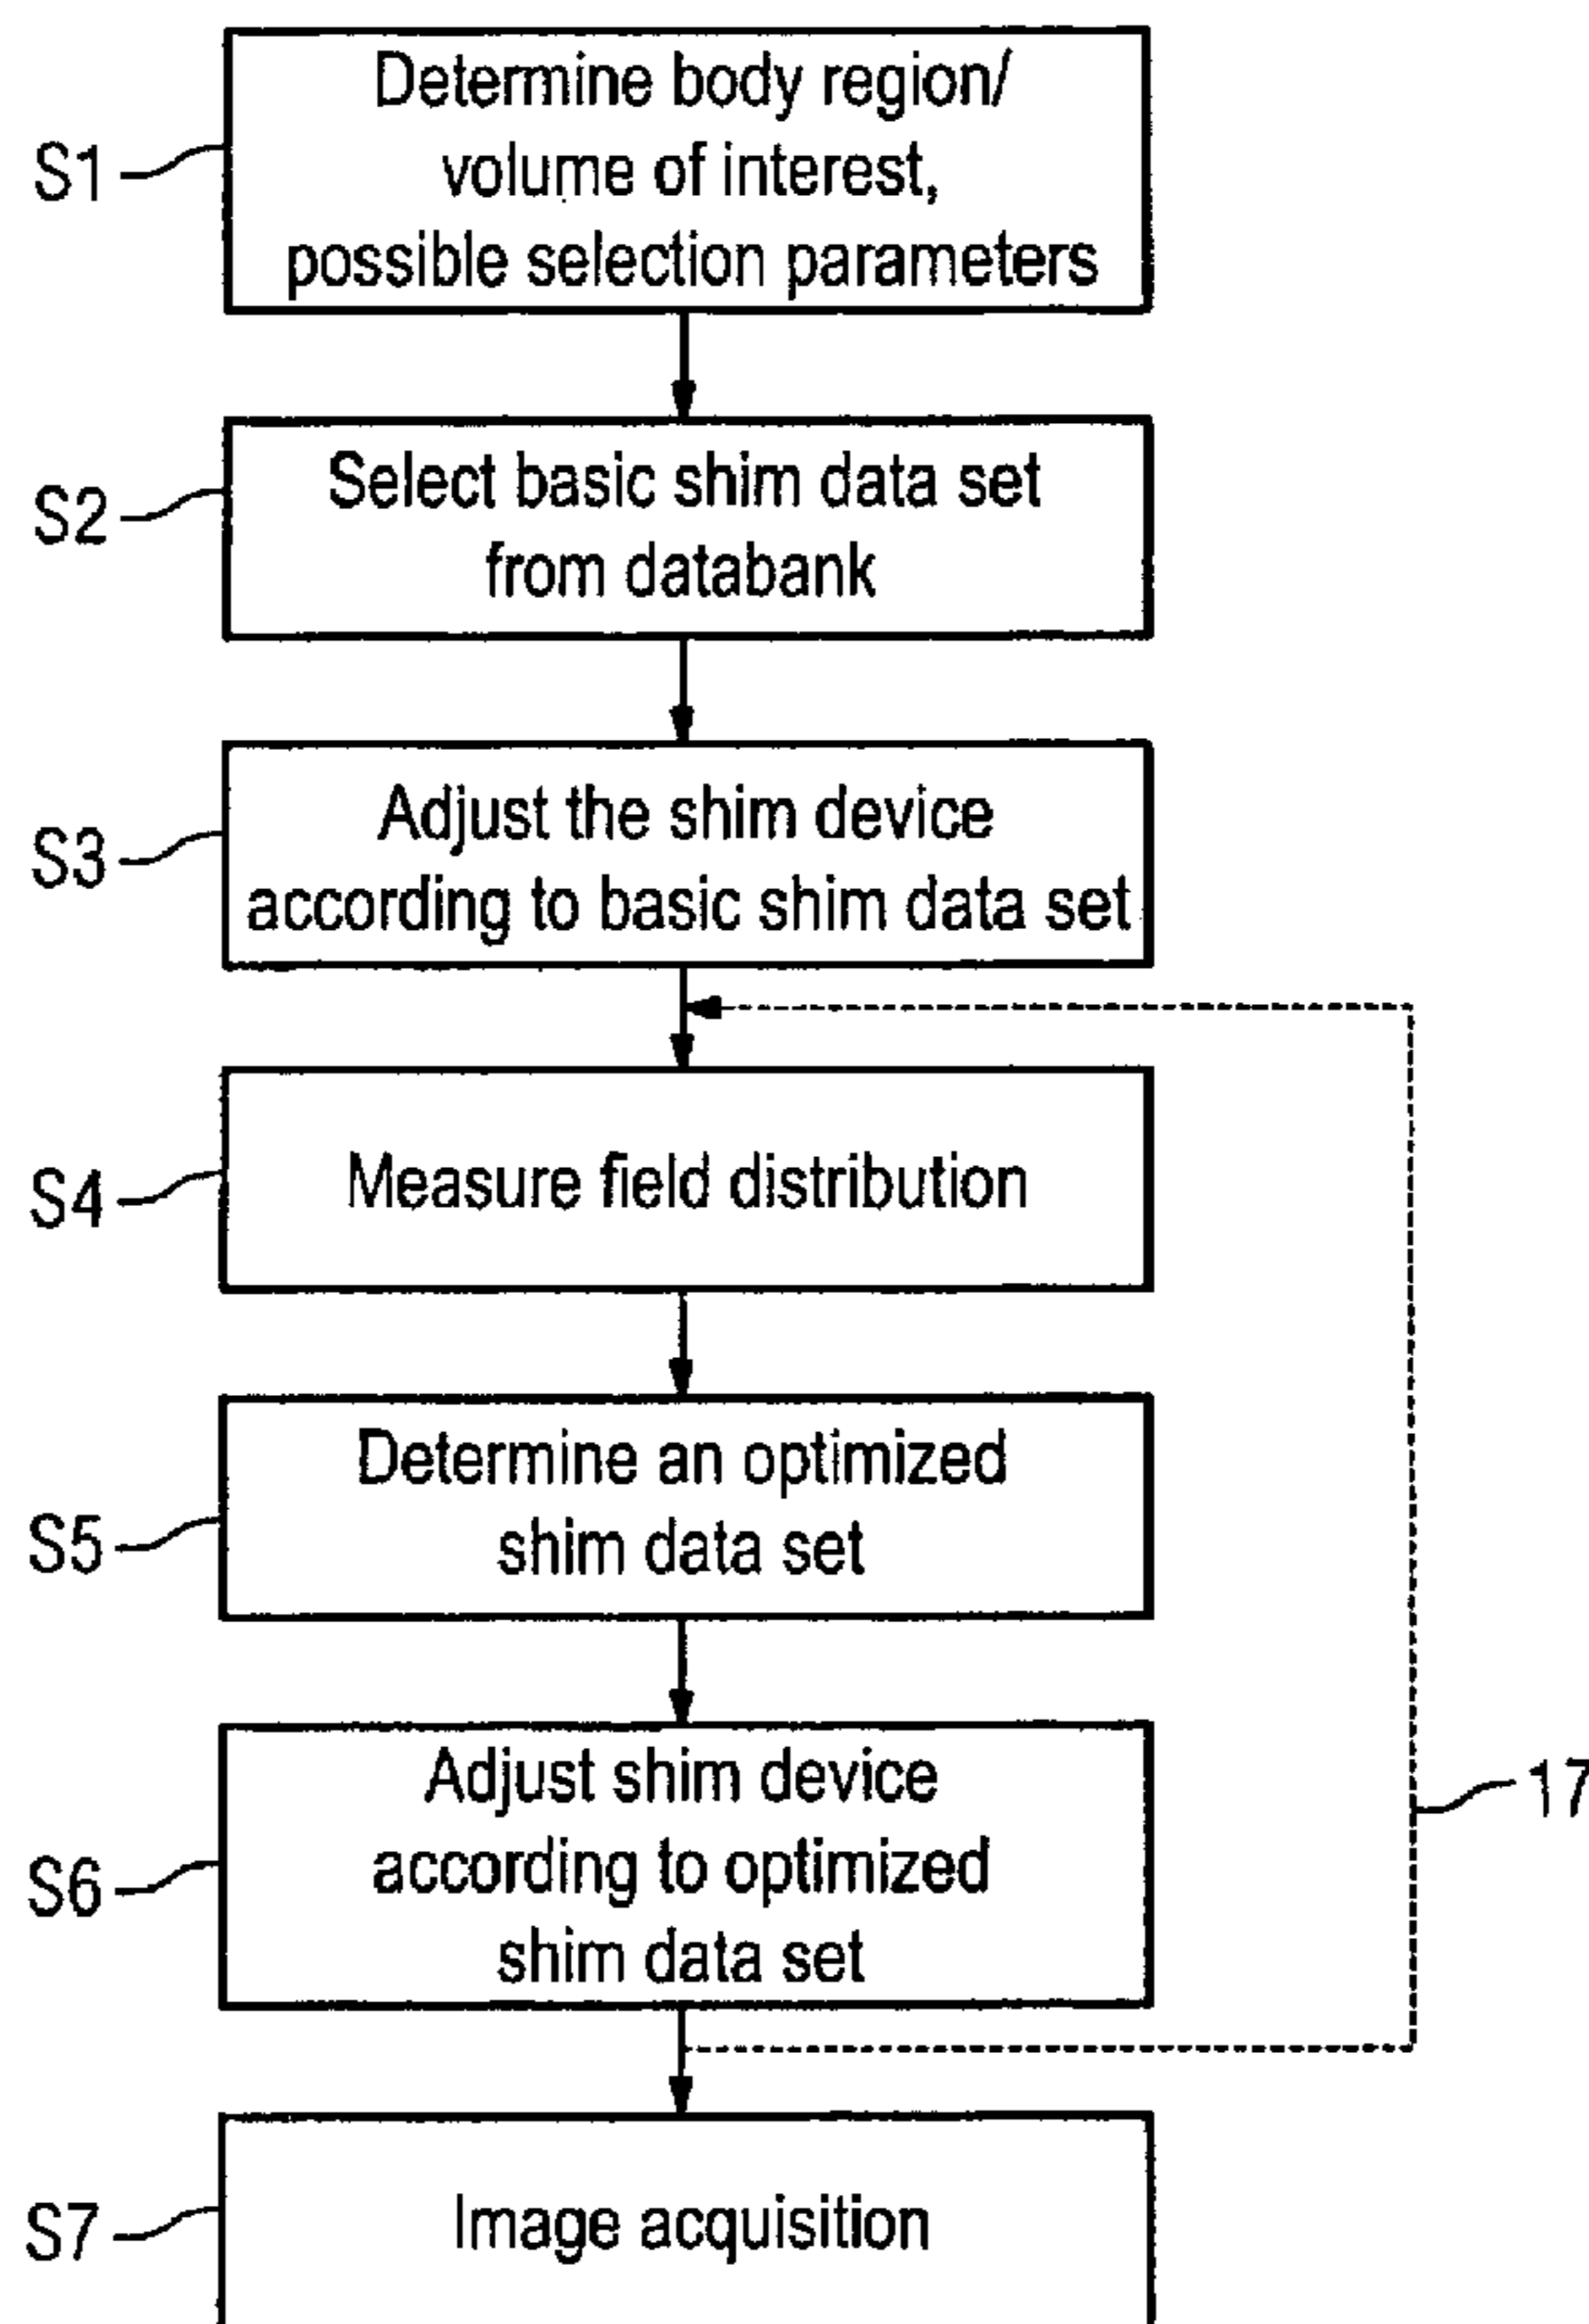 S1
Determine body region/
volume of interest,
possible selection parameters
S2
Select basic shim data set
from databank
S3
Adjust the shim device
according to basic shim data set
S4
Measure field distribution
S5
Determine an optimized
shim data set
S6
Adjust shim device
according to optimized
shim data set
17
S7
Image acquisition